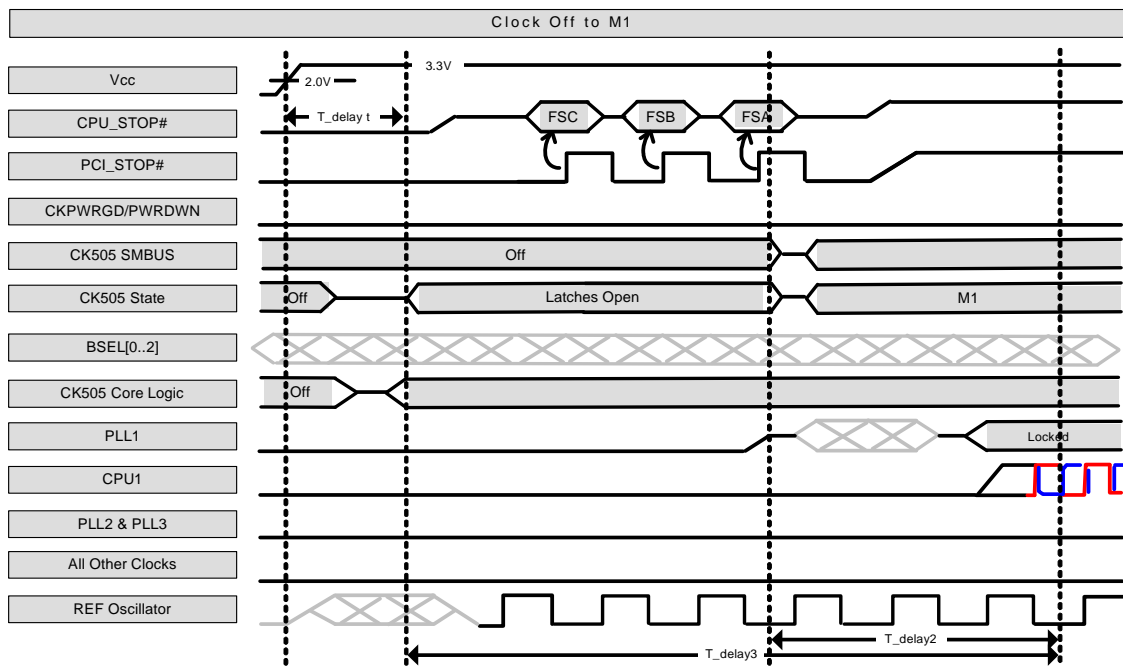 Clock Off to M1
Vcc
2.0V
3.3V
CPU_STOP#
T_delay t
FSC
FSB
FSA
PCI_STOP#
CKPWRGD/PWRDWN
CK505 SMBUS
Off
CK505 State
Off
Latches Open
M1
BSEL[0..2]
CK505 Core Logic
Off
PLL1
Locked
CPU1
PLL2 & PLL3
All Other Clocks
REF Oscillator
T_delay2
T_delay3